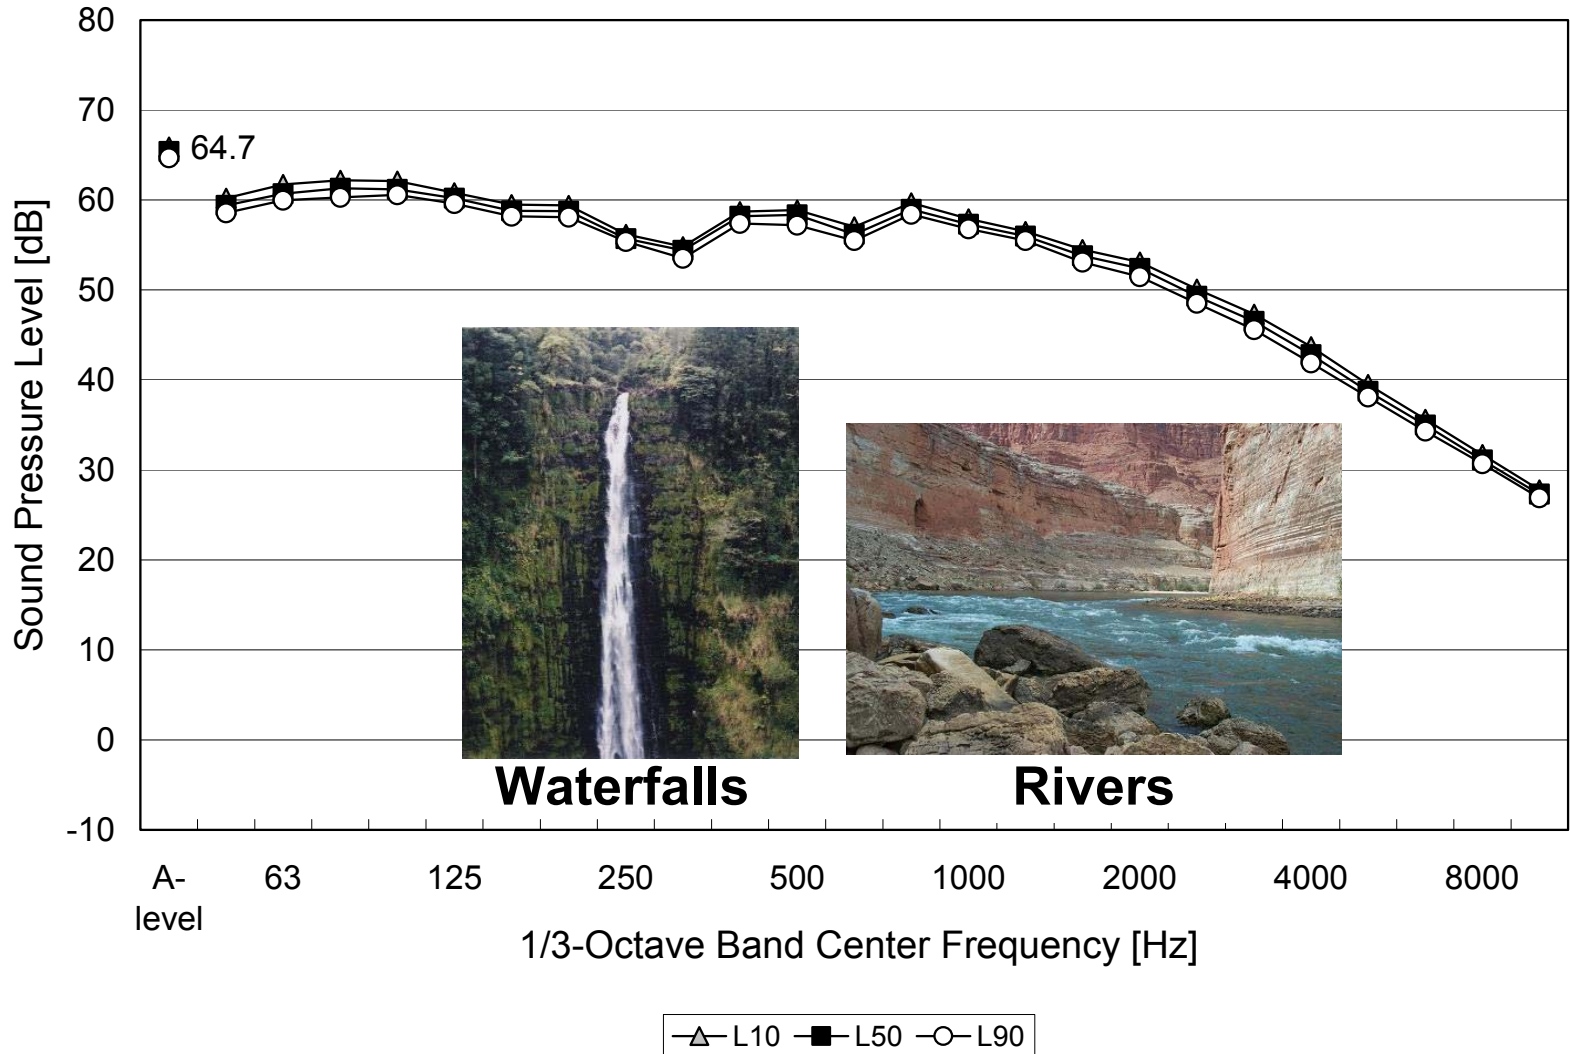 80
70
60
50
40
30
20
10
0
-10
Sound Pressure Level [dB]
64.7
Waterfalls
Rivers
A-level 63 125 250 500 1000 2000 4000 8000
1/3-Octave Band Center Frequency [Hz]
L10 L50 L90